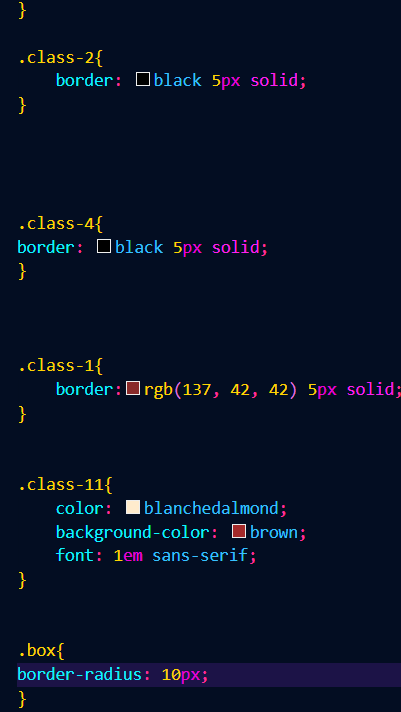 }
.class-2{
    border: black 5px solid;
}
.class-4{
border: black 5px solid;
}
.class-1{
    border:rgb(137, 42, 42) 5px solid;
}
.class-11{
    color: blanchedalmond;
    background-color: brown;
    font: 1em sans-serif;
}
.box{
border-radius: 10px;
}